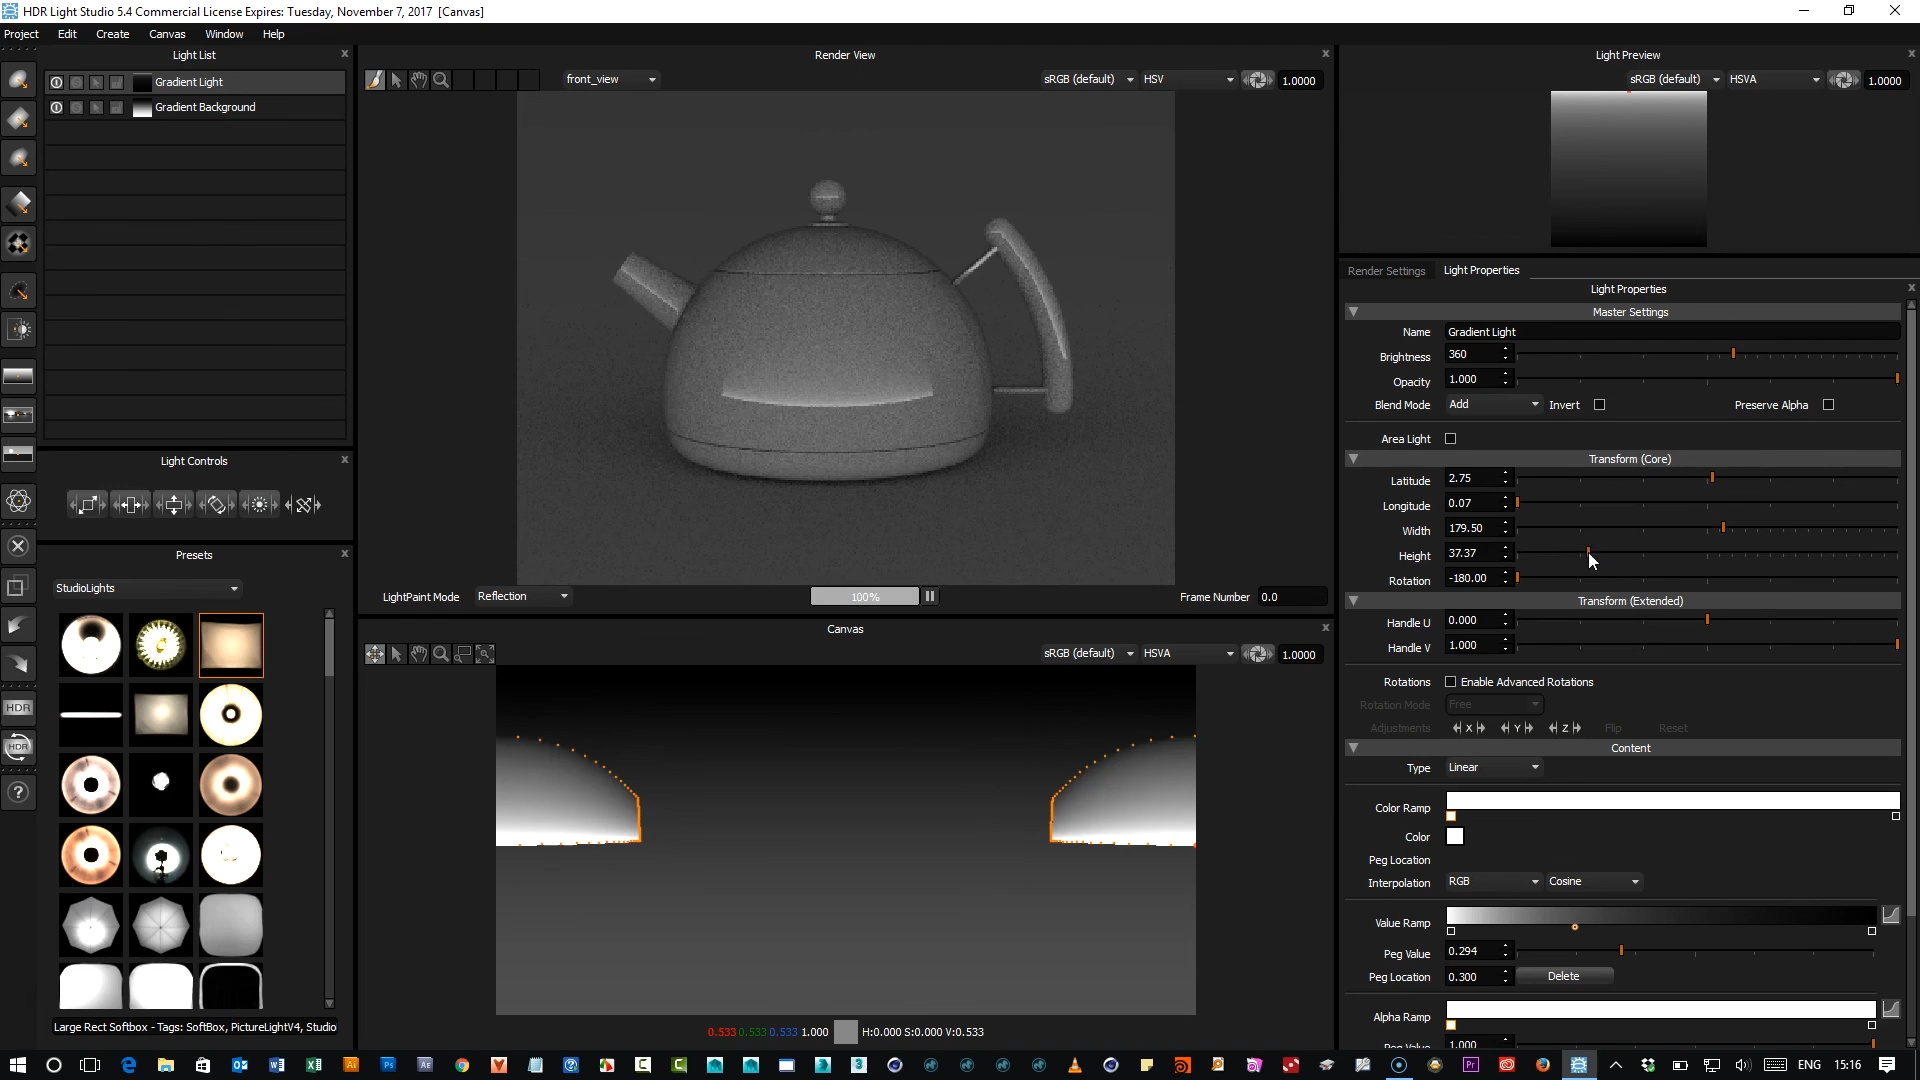 HDR Light Studio 5.4 Commercial License Expires: Tuesday, November 7, 2017 [Canvas]
Project Edit Create Canvas Window Help
Light List
Gradient Light
Gradient Background
Light Controls
Presets
StudioLights
Large Rect Softbox - Tags: SoftBox, PictureLightV4, Studio
HDR
HDR
?
Render View
front_view
sRGB (default) HSV 1.0000
LightPaint Mode Reflection 100% Frame Number 0.0
Canvas
sRGB (default) HSVA 1.0000
0.533 0.533 0.533 1.000 H:0.000 S:0.000 V:0.533
Light Preview
sRGB (default) HSVA 1.0000
Render Settings Light Properties
Light Properties
Master Settings
Name Gradient Light
Brightness 360
Opacity 1.000
Blend Mode Add Invert Preserve Alpha
Area Light
Transform (Core)
Latitude 2.75
Longitude 0.07
Width 179.50
Height 37.37
Rotation -180.00
Transform (Extended)
Handle U 0.000
Handle V 1.000
Rotations Enable Advanced Rotations
Rotation Mode Free
Adjustments X Y Z Flip Reset
Content
Type Linear
Color Ramp
Color
Peg Location
Interpolation RGB Cosine
Value Ramp
Peg Value 0.294
Peg Location 0.300 Delete
Alpha Ramp
Peg Value 1.000
ENG 15:16